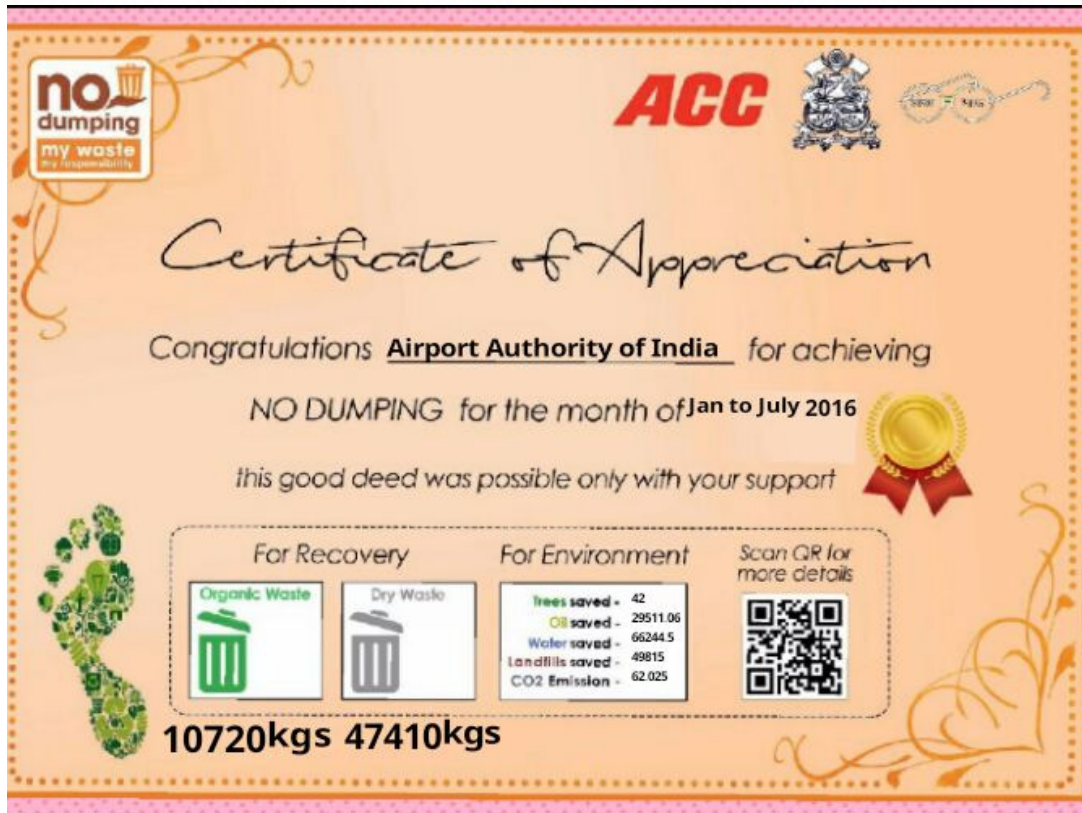 no
dumping
my waste
my responsibility
ACC
Certificate of Appreciation
Congratulations Airport Authority of India for achieving
NO DUMPING for the month of Jan to July 2016
this good deed was possible only with your support
For Recovery
Organic Waste
Dry Waste
10720kgs 47410kgs
For Environment
Trees saved - 42
Oil saved - 29511.06
Water saved - 66244.5
Landfills saved - 49815
CO2 Emission - 62.025
Scan QR for
more details